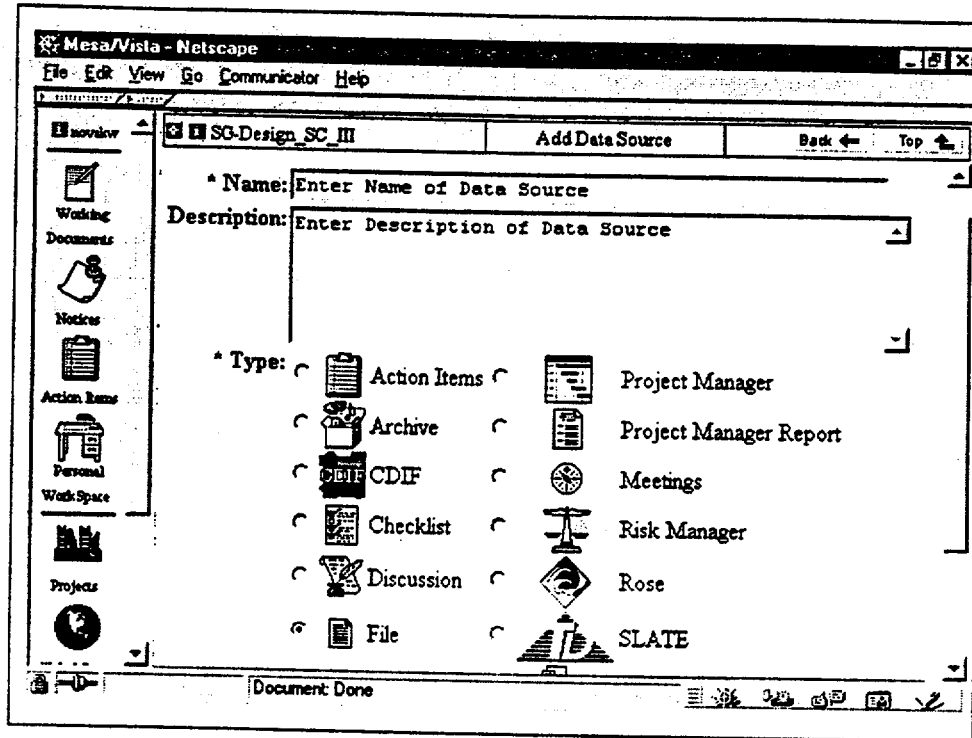 Mesa/Vista - Netscape
File Edit View Go Communicator Help
novskvr
SG-Design_SC_III Add Data Source Back Top
* Name: Enter Name of Data Source
Description: Enter Description of Data Source
Working
Documents
Notices
Action Items
Personal
Work Space
Projects
* Type:
Action Items Project Manager
Archive Project Manager Report
CDIF CDIF Meetings
Checklist Risk Manager
Discussion Rose
File SLATE
Document: Done